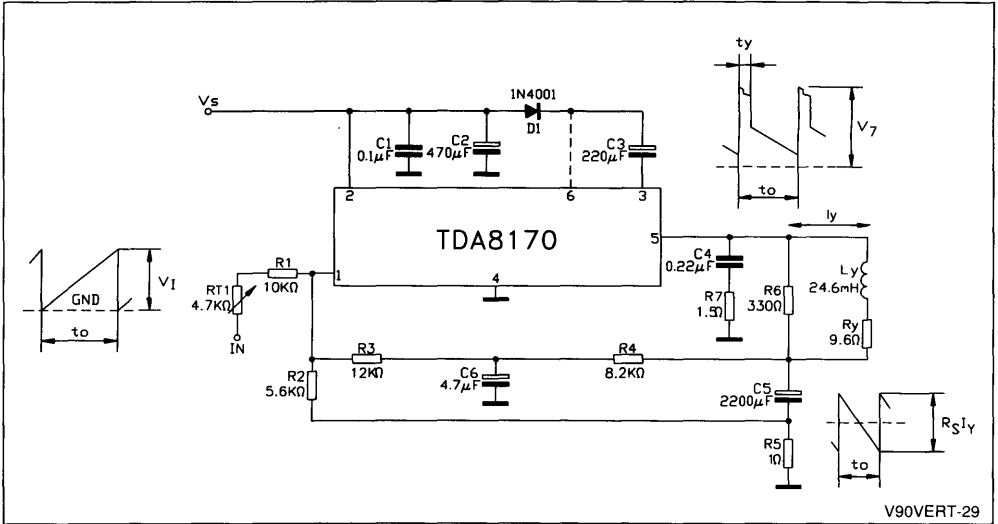 ty
Vs
1N4001
D1
C1
0.1µF
C2
470µF
C3
220µF
V7
to
2
6
3
TDA8170
5
1
4
Iy
C4
0.22µF
R7
1.5Ω
R6
330Ω
Ly
24.6mH
Ry
9.6Ω
VI
GND
to
RT1
4.7KΩ
IN
R1
10KΩ
R3
12KΩ
R4
8.2KΩ
R2
5.6KΩ
C6
4.7µF
C5
2200µF
R5
1Ω
RSIY
to
V90VERT-29